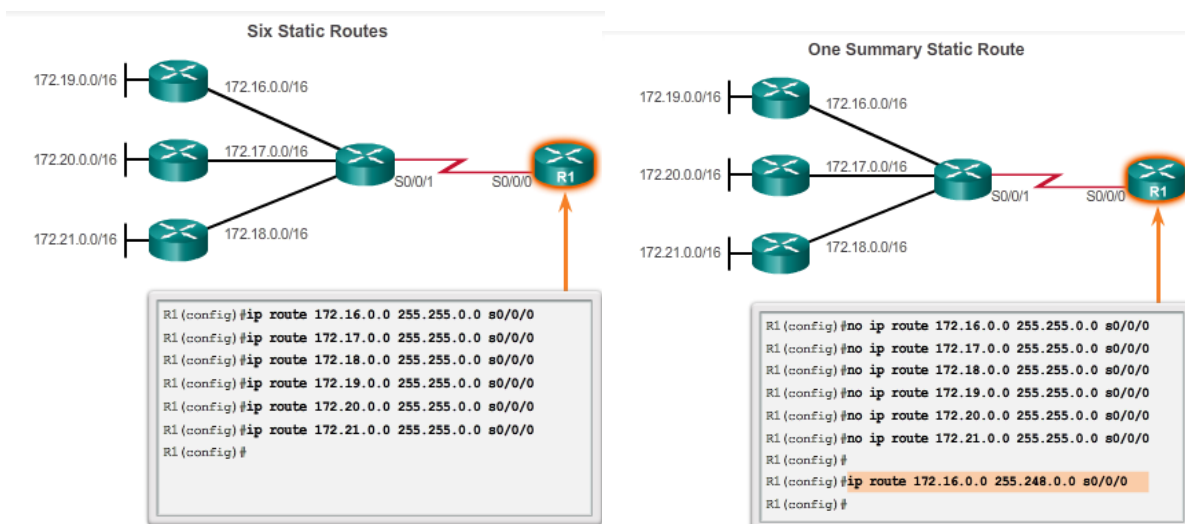 Six Static Routes
172.19.0.0/16
172.16.0.0/16
172.20.0.0/16
172.17.0.0/16
S0/0/1
S0/0/0
R1
172.21.0.0/16
172.18.0.0/16
R1(config)#ip route 172.16.0.0 255.255.0.0 s0/0/0
R1(config)#ip route 172.17.0.0 255.255.0.0 s0/0/0
R1(config)#ip route 172.18.0.0 255.255.0.0 s0/0/0
R1(config)#ip route 172.19.0.0 255.255.0.0 s0/0/0
R1(config)#ip route 172.20.0.0 255.255.0.0 s0/0/0
R1(config)#ip route 172.21.0.0 255.255.0.0 s0/0/0
R1(config)#
One Summary Static Route
172.19.0.0/16
172.16.0.0/16
172.20.0.0/16
172.17.0.0/16
S0/0/1
S0/0/0
R1
172.21.0.0/16
172.18.0.0/16
R1(config)#no ip route 172.16.0.0 255.255.0.0 s0/0/0
R1(config)#no ip route 172.17.0.0 255.255.0.0 s0/0/0
R1(config)#no ip route 172.18.0.0 255.255.0.0 s0/0/0
R1(config)#no ip route 172.19.0.0 255.255.0.0 s0/0/0
R1(config)#no ip route 172.20.0.0 255.255.0.0 s0/0/0
R1(config)#no ip route 172.21.0.0 255.255.0.0 s0/0/0
R1(config)#
R1(config)#ip route 172.16.0.0 255.248.0.0 s0/0/0
R1(config)#